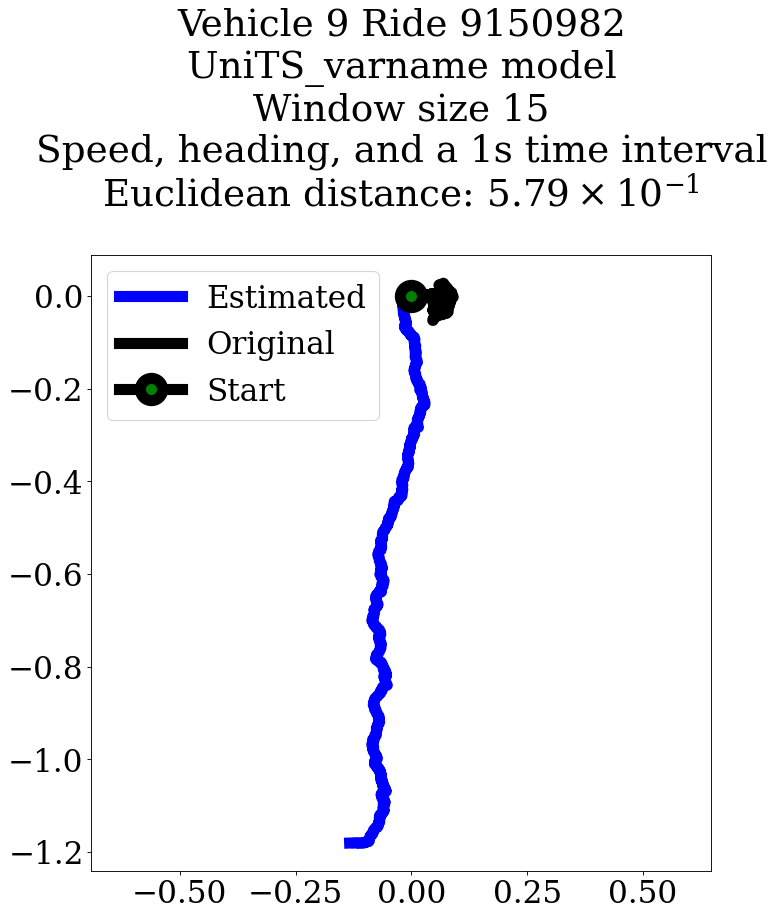 Vehicle 9 Ride 9150982
UniTS_varname model
Window size 15
Speed, heading, and a 1s time interval
Euclidean distance: 5.79 × 10⁻¹
Estimated
Original
Start
0.0
−0.2
−0.4
−0.6
−0.8
−1.0
−1.2
−0.50 −0.25 0.00 0.25 0.50